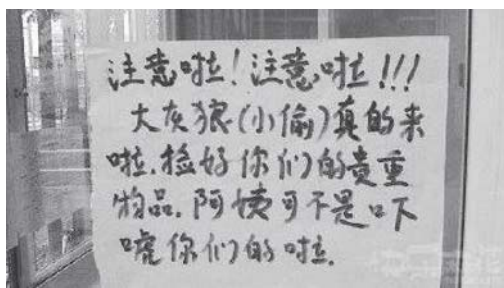 注意啦！注意啦！！！
大灰狼（小偷）真的来
啦．捡好你们的贵重
物品．阿姨可不是吓
唬你们的啦．